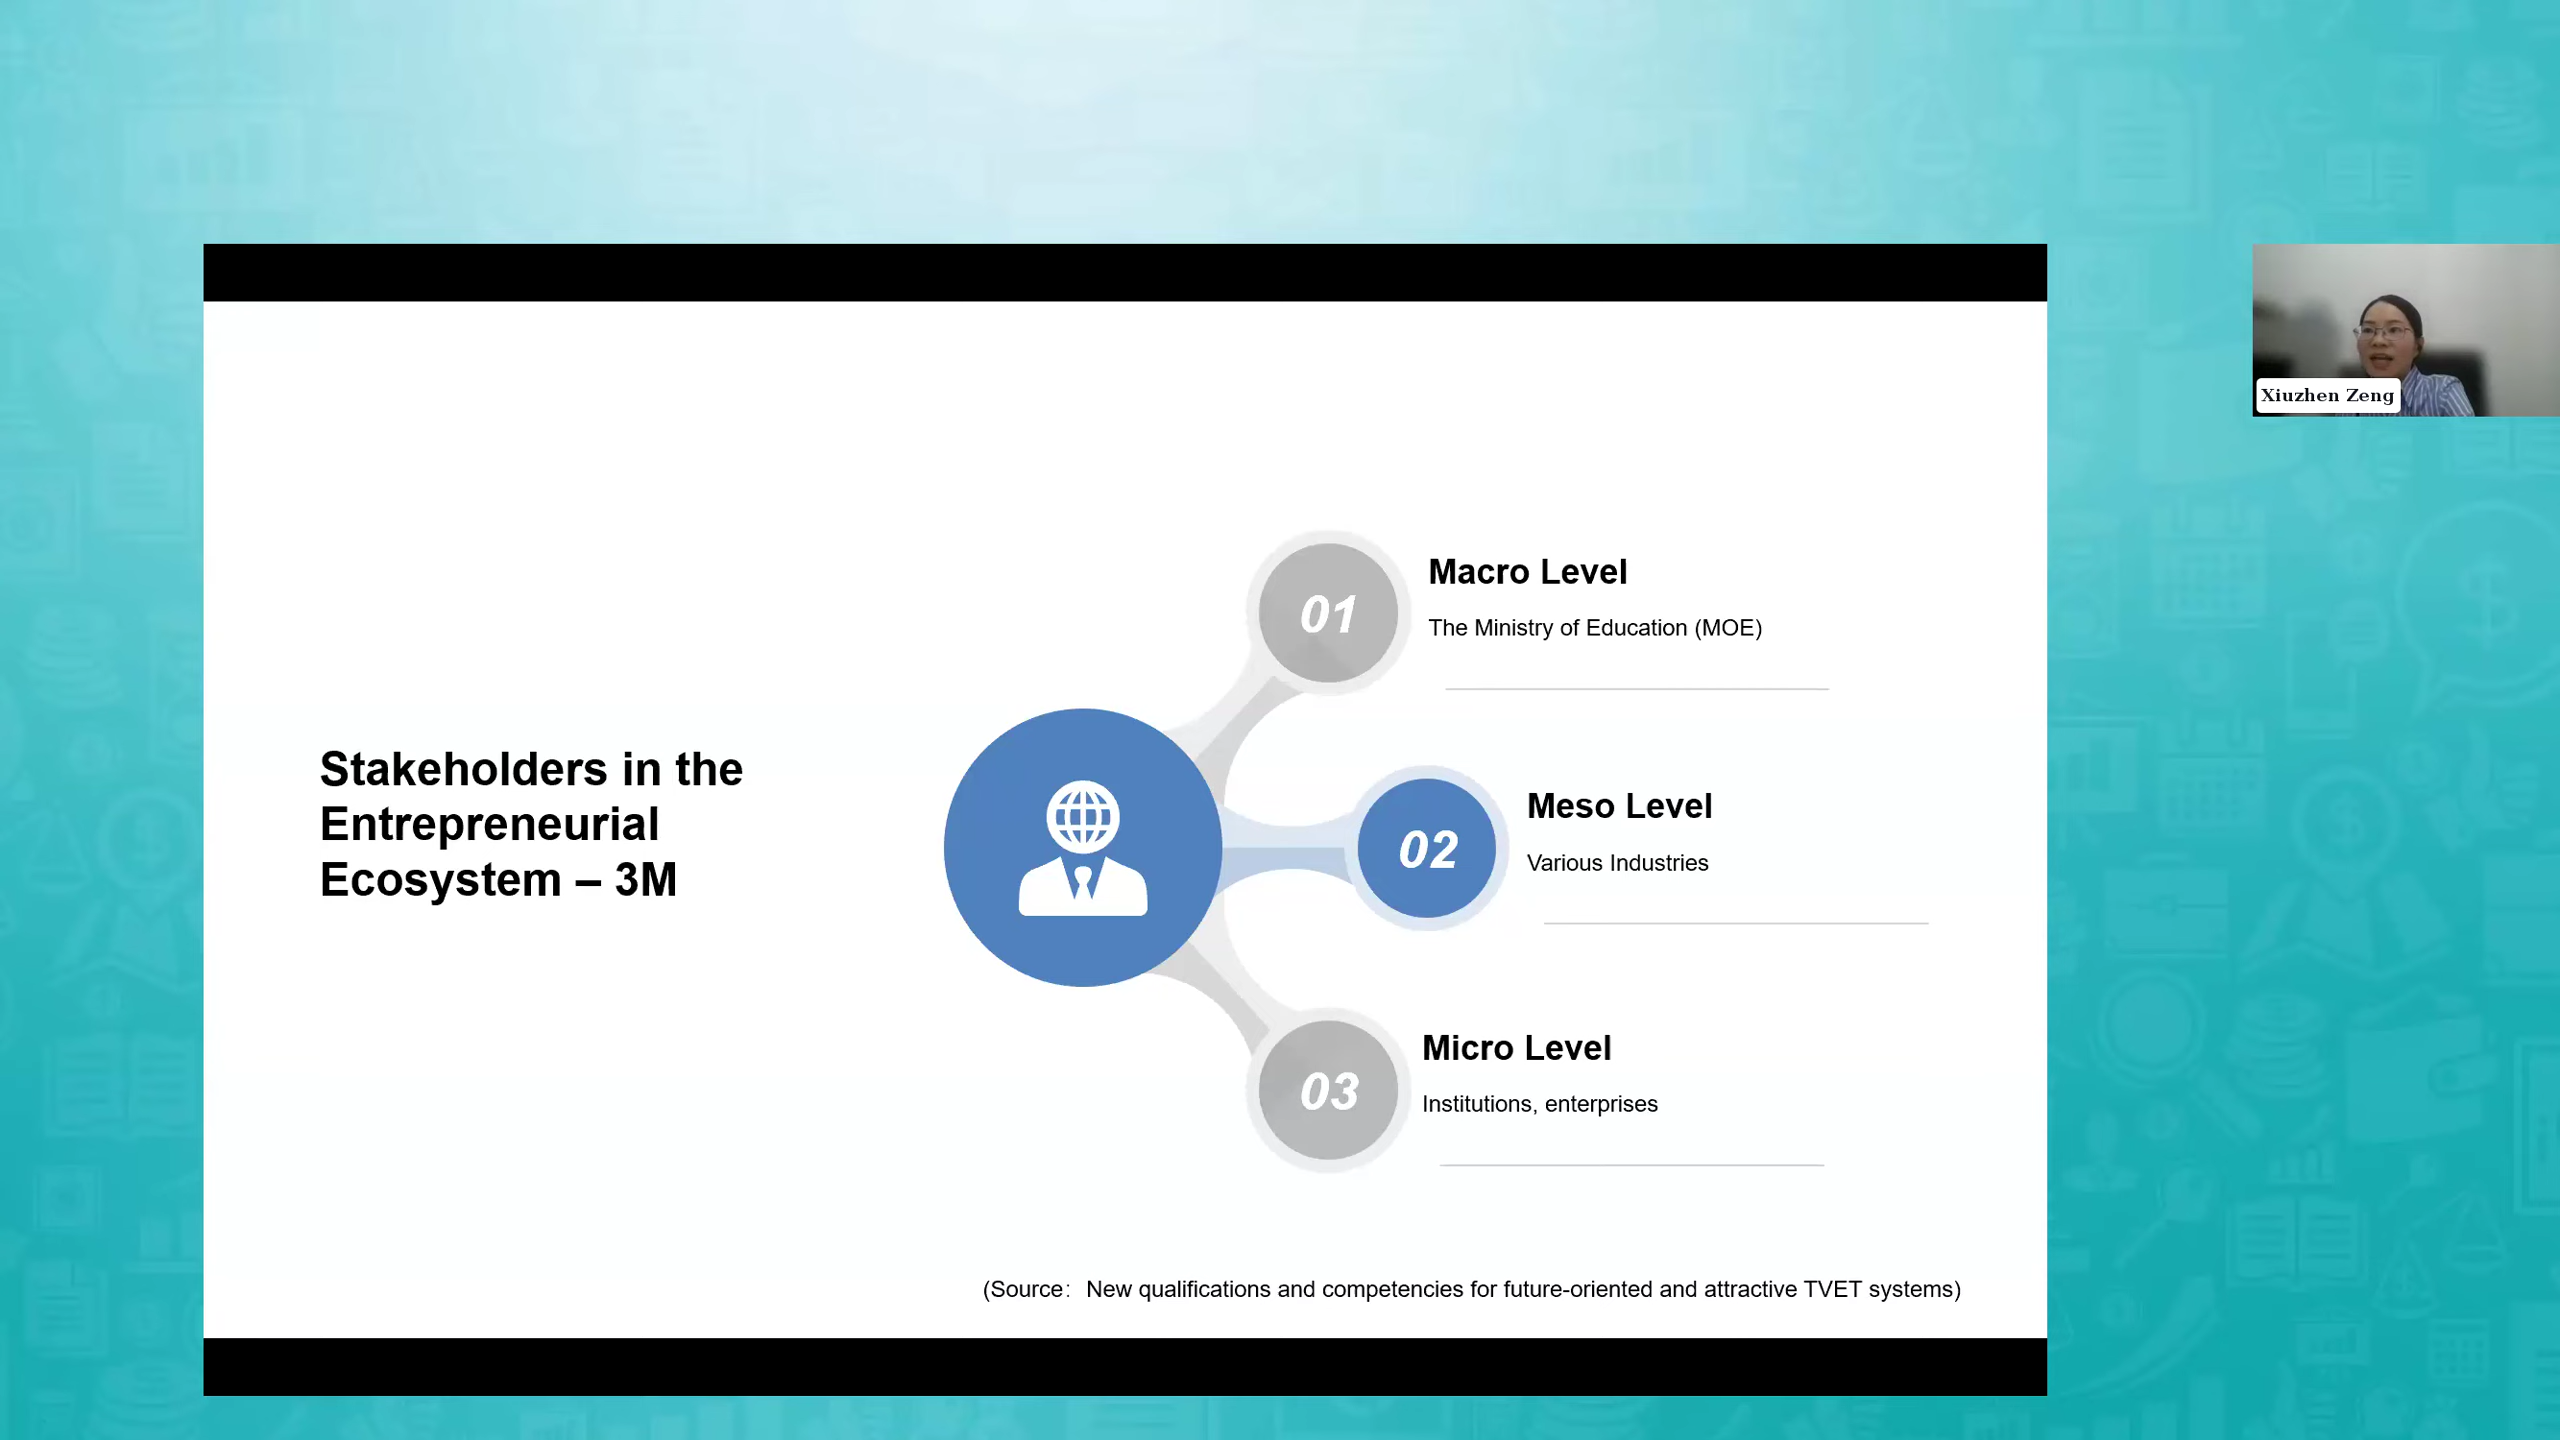 Stakeholders in the
Entrepreneurial
Ecosystem – 3M
01
Macro Level
The Ministry of Education (MOE)
02
Meso Level
Various Industries
03
Micro Level
Institutions, enterprises
(Source： New qualifications and competencies for future-oriented and attractive TVET systems)
Xiuzhen Zeng